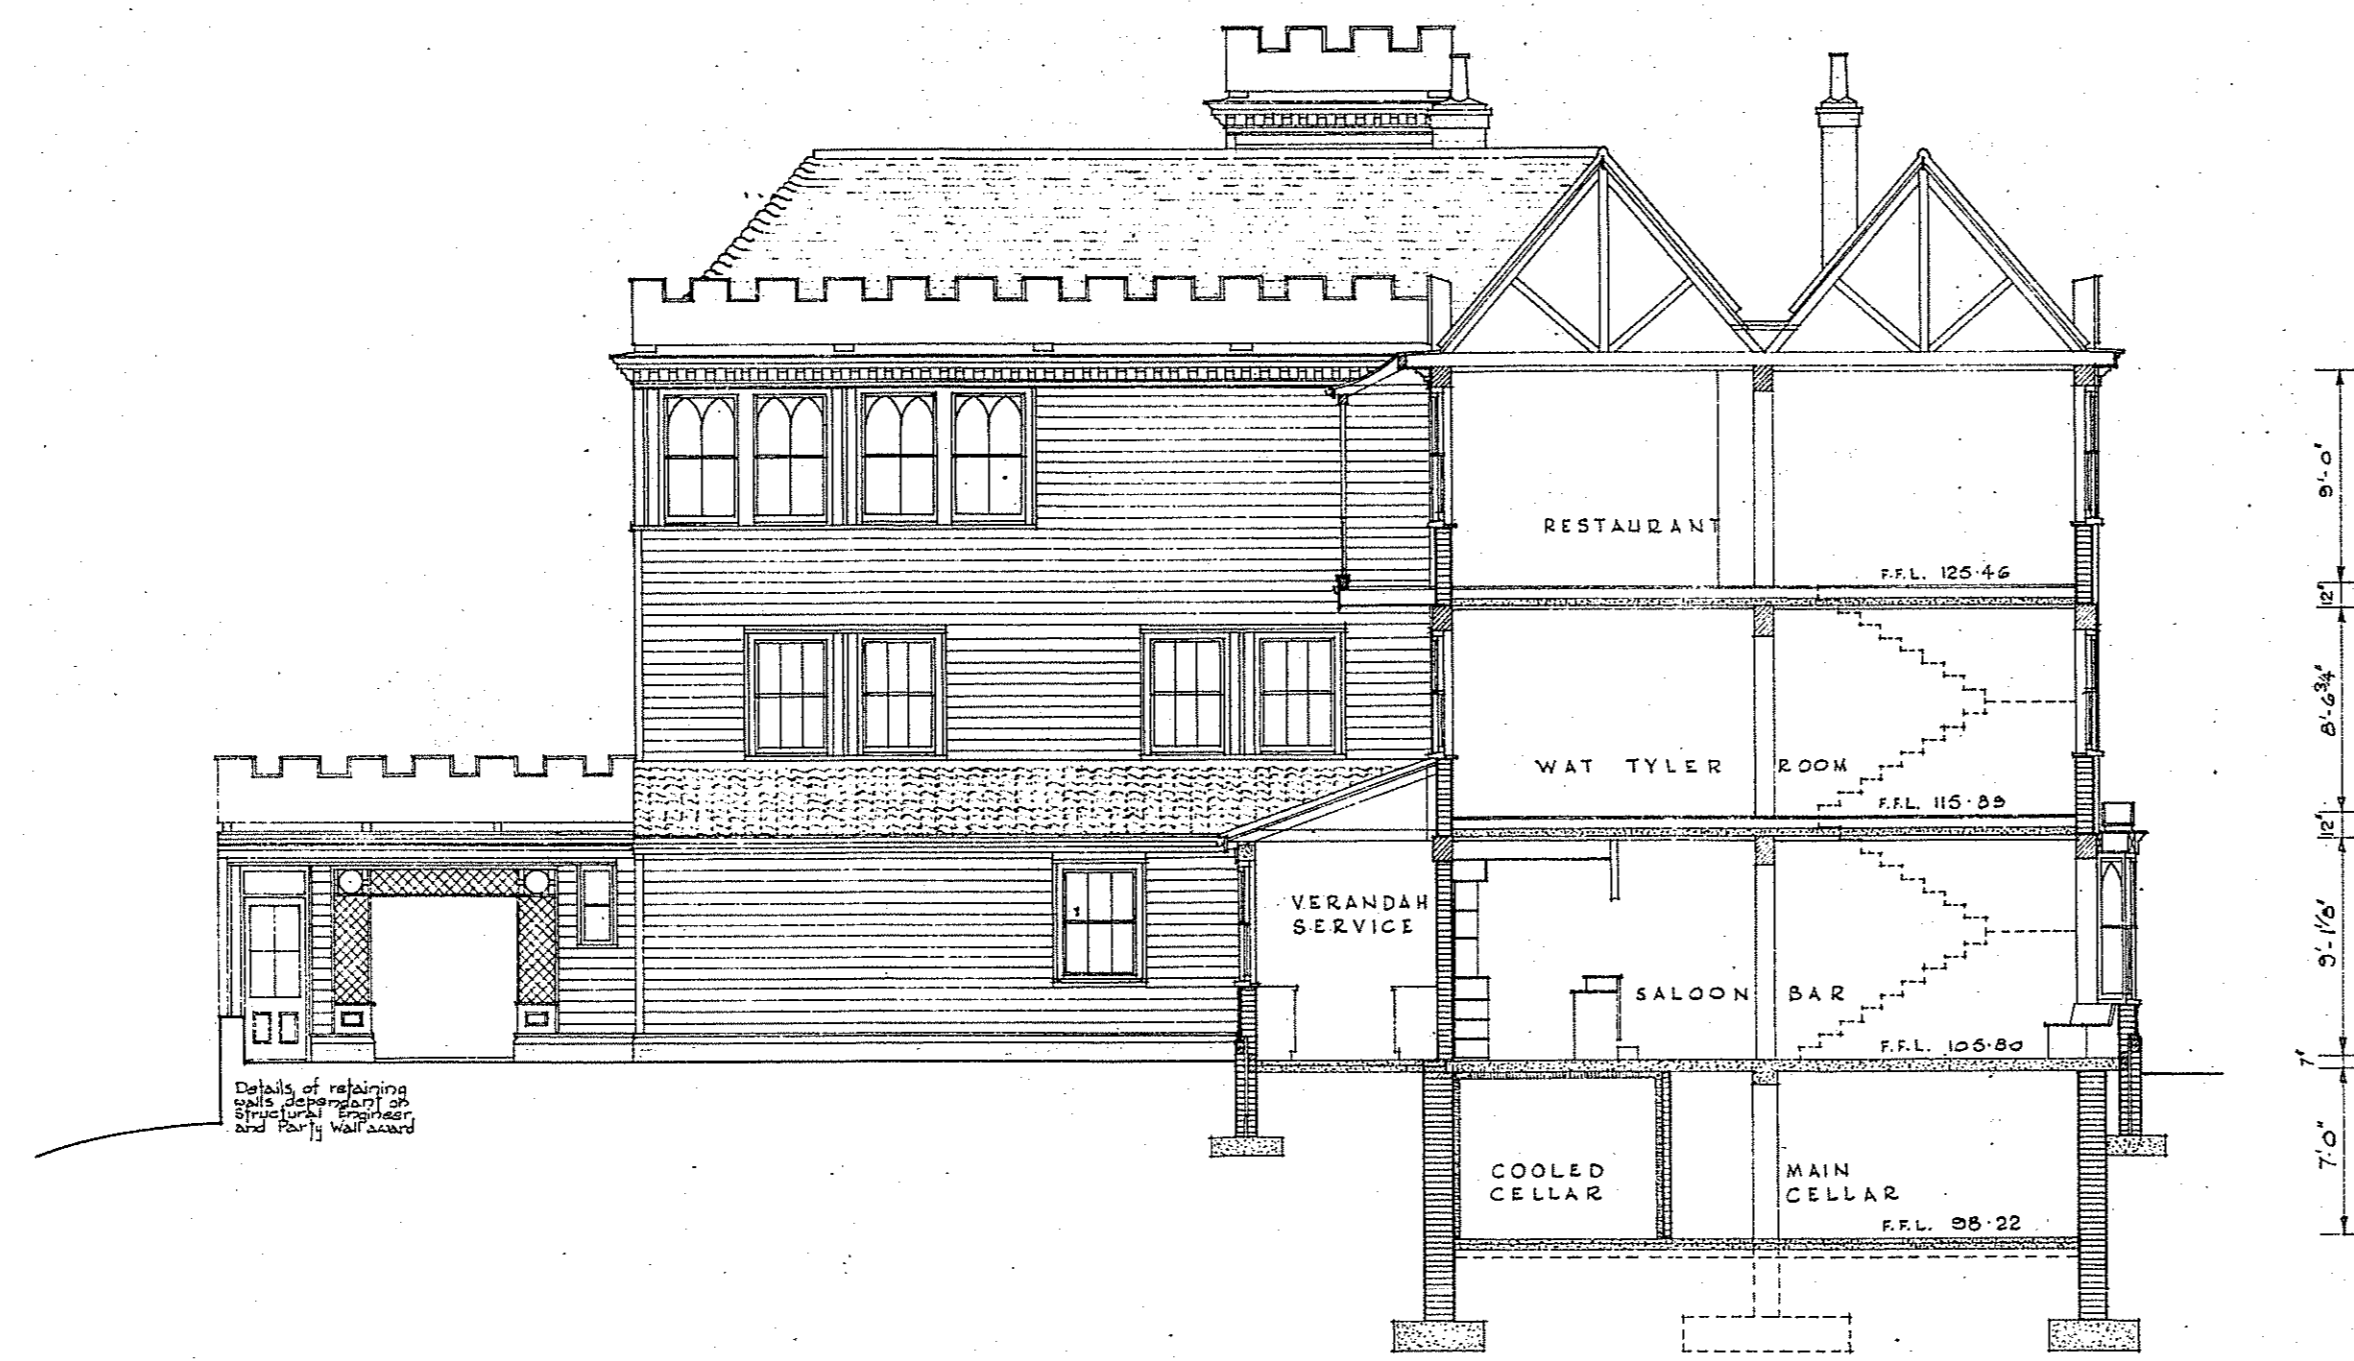 RESTAURANT
F.F.L. 125·46
WAT TYLER ROOM
F.F.L. 115·89
VERANDAH
SERVICE
SALOON BAR
F.F.L. 105·80
COOLED
CELLAR
MAIN
CELLAR
F.F.L. 98·22
Details of retaining
walls dependant on
Structural Engineer
and Party Wall award
9'-0"
12"
8'-6¾"
12"
9'-1⅛"
7"
7'-0"